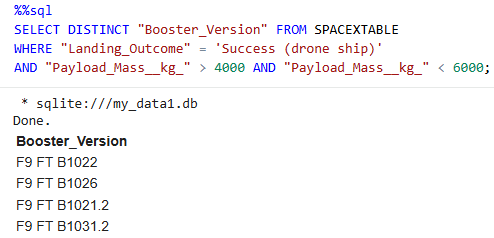 %%sql
SELECT DISTINCT "Booster_Version" FROM SPACEXTABLE
WHERE "Landing_Outcome" = 'Success (drone ship)'
AND "Payload_Mass__kg_" > 4000 AND "Payload_Mass__kg_" < 6000;
* sqlite:///my_data1.db
Done.
Booster_Version
F9 FT B1022
F9 FT B1026
F9 FT B1021.2
F9 FT B1031.2